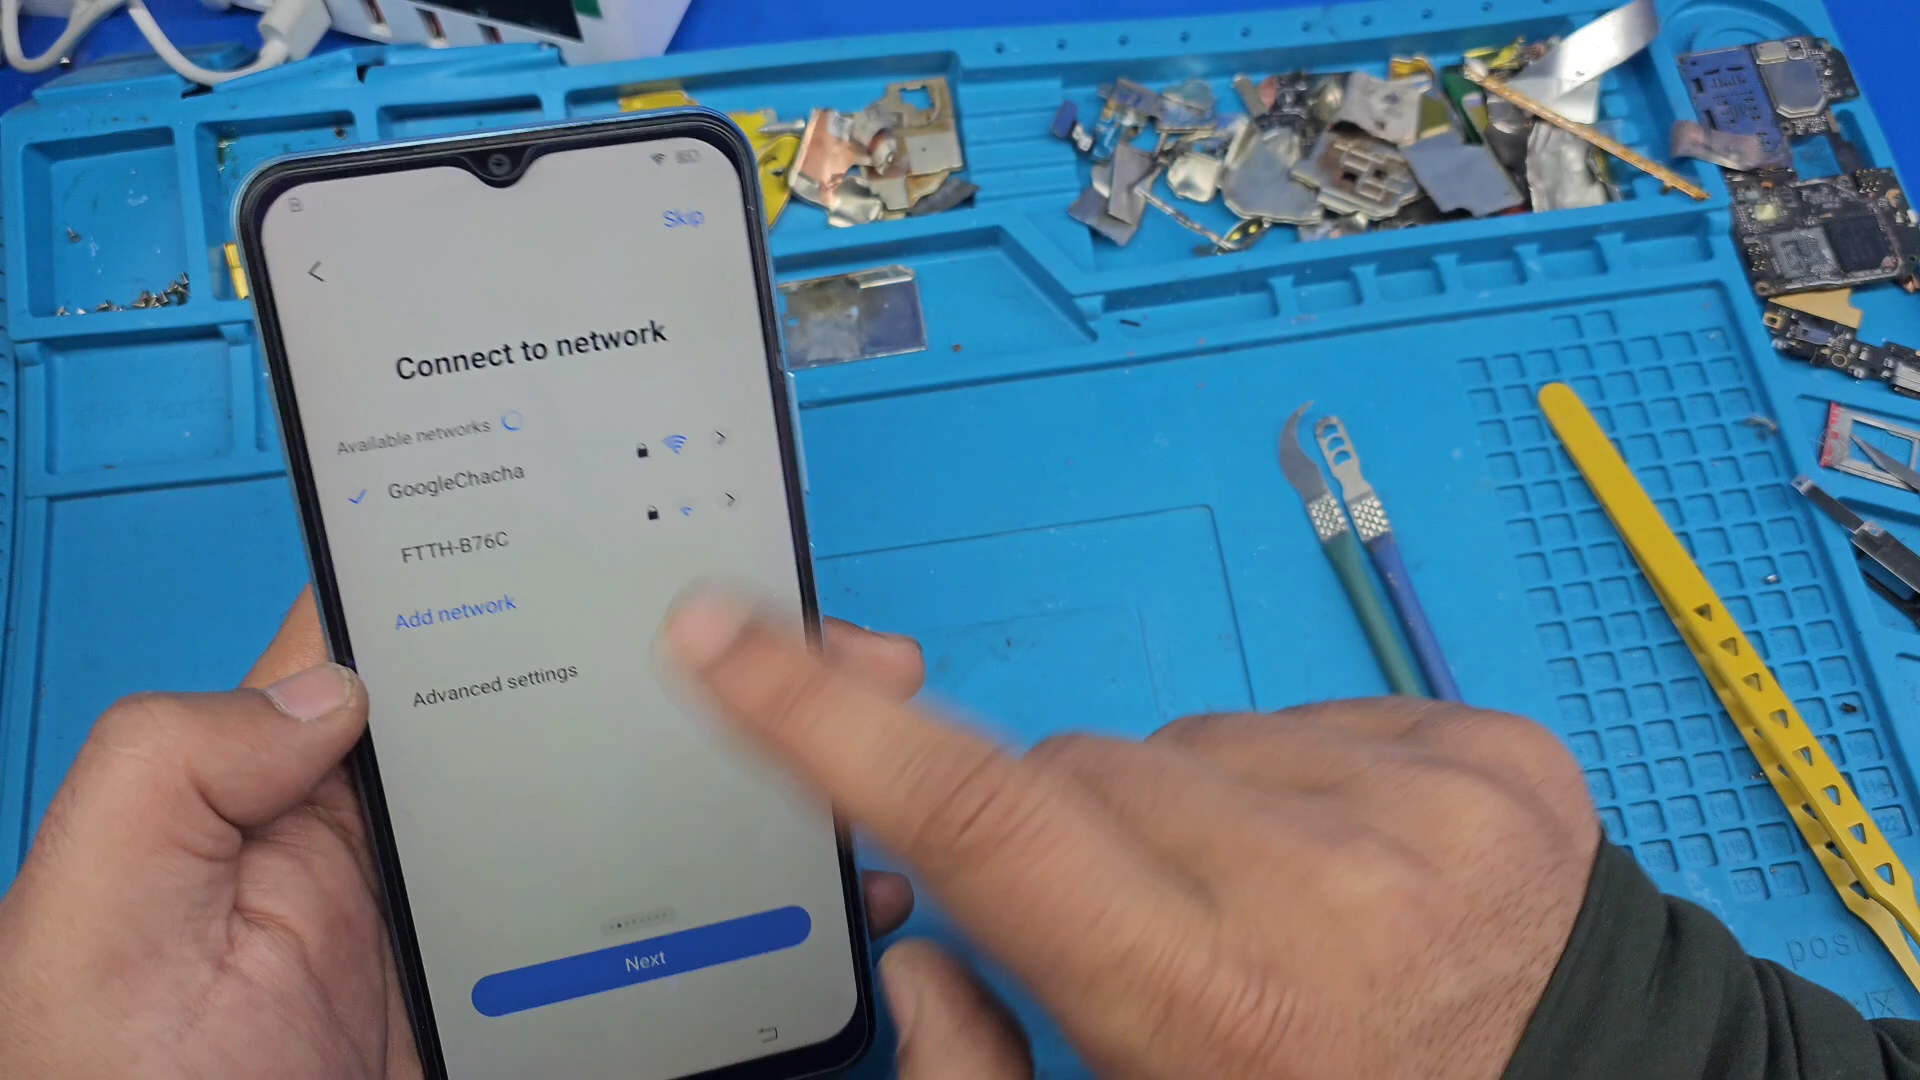 Skip
Connect to network
Available networks
GoogleChacha
FTTH-B76C
Add network
Advanced settings
Next